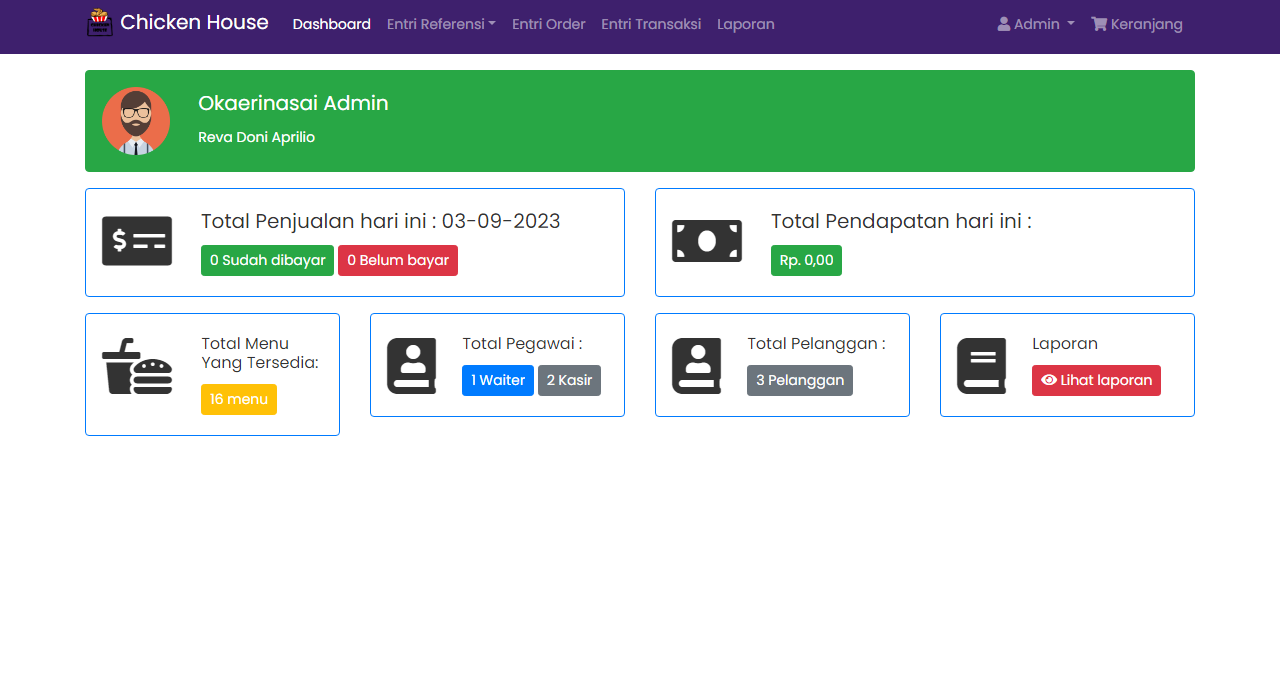 Chicken House Dashboard Entri Referensi Entri Order Entri Transaksi Laporan Admin Keranjang
Okaerinasai Admin
Reva Doni Aprilio
Total Penjualan hari ini : 03-09-2023
0 Sudah dibayar 0 Belum bayar
Total Pendapatan hari ini :
Rp. 0,00
Total Menu
Yang Tersedia:
16 menu
Total Pegawai :
1 Waiter 2 Kasir
Total Pelanggan :
3 Pelanggan
Laporan
Lihat laporan